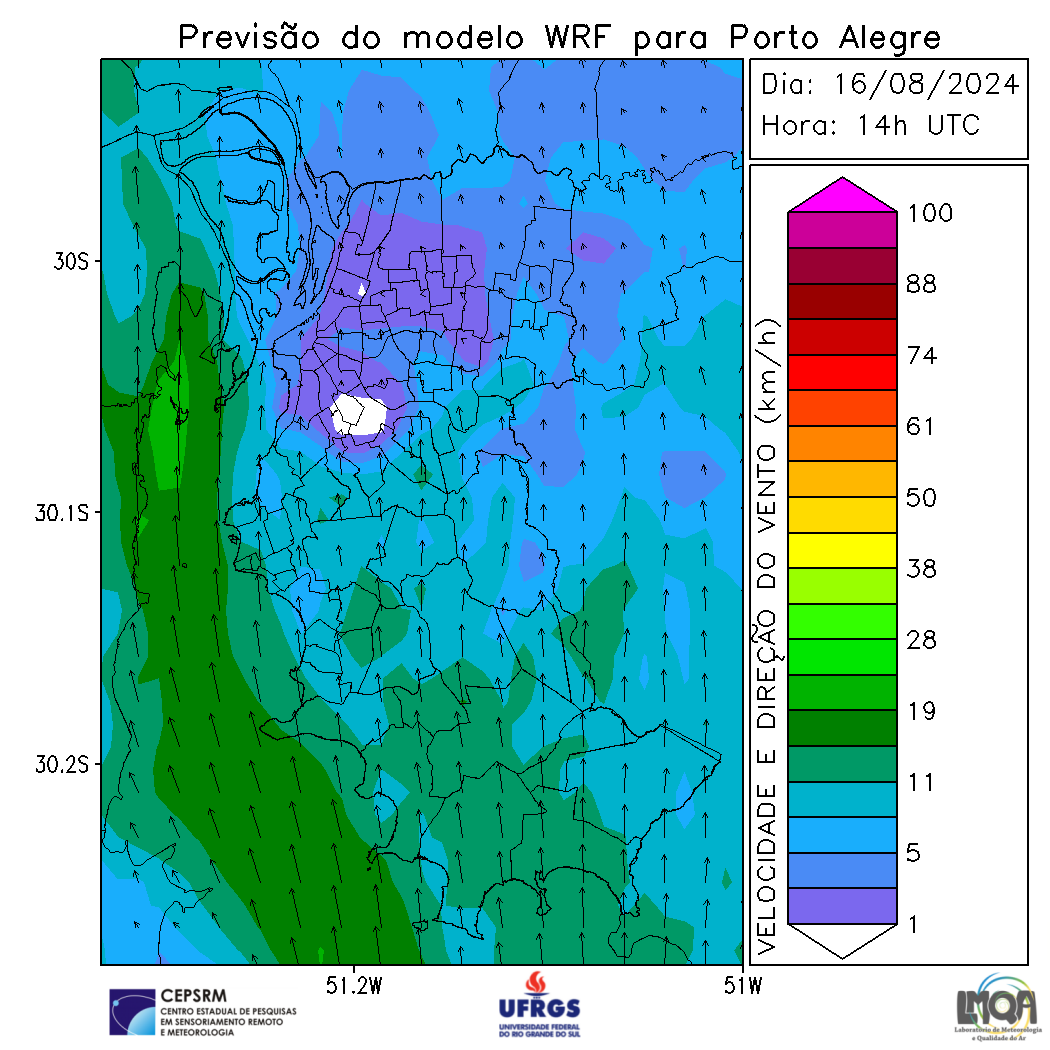 Previsão do modelo WRF para Porto Alegre
Dia: 16/08/2024
Hora: 14h UTC
30S
30.1S
30.2S
51.2W
51W
VELOCIDADE E DIREÇÃO DO VENTO (km/h)
100
88
74
61
50
38
28
19
11
5
1
CEPSRM
CENTRO ESTADUAL DE PESQUISAS
EM SENSORIAMENTO REMOTO
E METEOROLOGIA
UFRGS
UNIVERSIDADE FEDERAL
DO RIO GRANDE DO SUL
LMQA
Laboratório de Meteorologia
e Qualidade do Ar